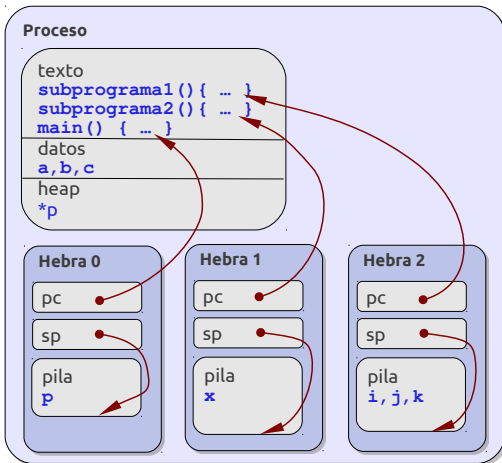 Proceso
texto
subprograma1(){ … }
subprograma2(){ … }
main() { … }
datos
a,b,c
heap
*p
Hebra 0
pc
sp
pila
p
Hebra 1
pc
sp
pila
x
Hebra 2
pc
sp
pila
i,j,k